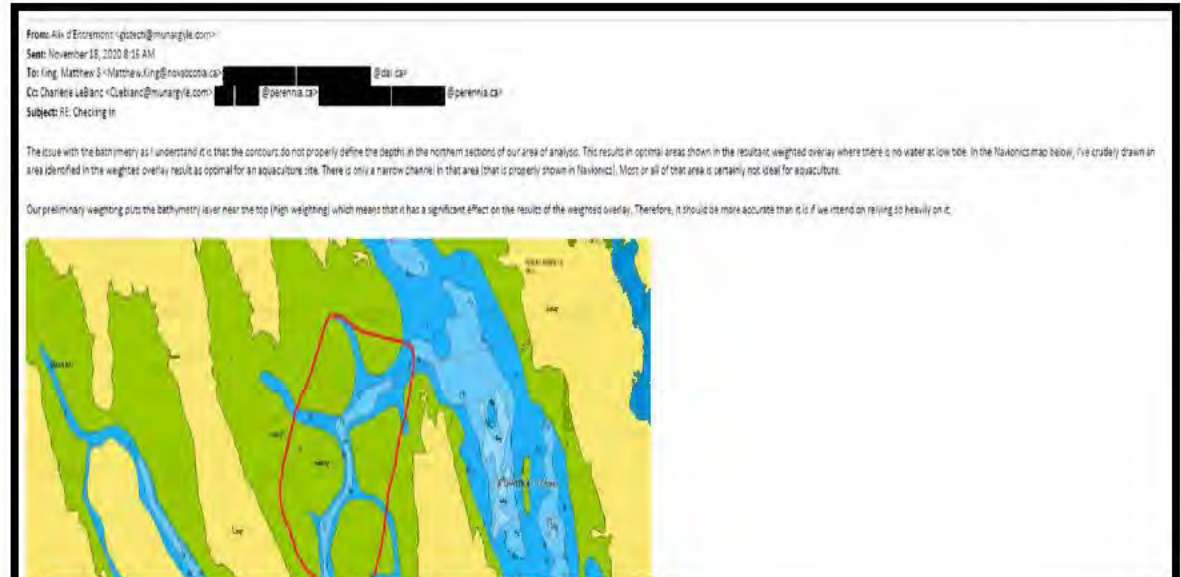 From: Alix d'Entremont <gistech@munargyle.com>
Sent: November 18, 2020 8:16 AM
To: King, Matthew S <Matthew.King@novascotia.ca> @dal.ca>
Cc: Charlene LeBlanc <CLeblanc@munargyle.com> @perennia.ca> @perennia.ca>
Subject: RE: Checking In
The issue with the bathymetry as I understand it is that the contours do not properly define the depths in the northern sections of our area of analysis. This results in optimal areas shown in the resultant weighted overlay where there is no water at low tide. In the Navionics map below, I've crudely drawn an
area identified in the weighted overlay result as optimal for an aquaculture site. There is only a narrow channel in that area (that is properly shown in Navionics). Most or all of that area is certainly not ideal for aquaculture.
Our preliminary weighting puts the bathymetry layer near the top (high weighting) which means that it has a significant effect on the results of the weighted overlay. Therefore, it should be more accurate than it is if we intend on relying so heavily on it.